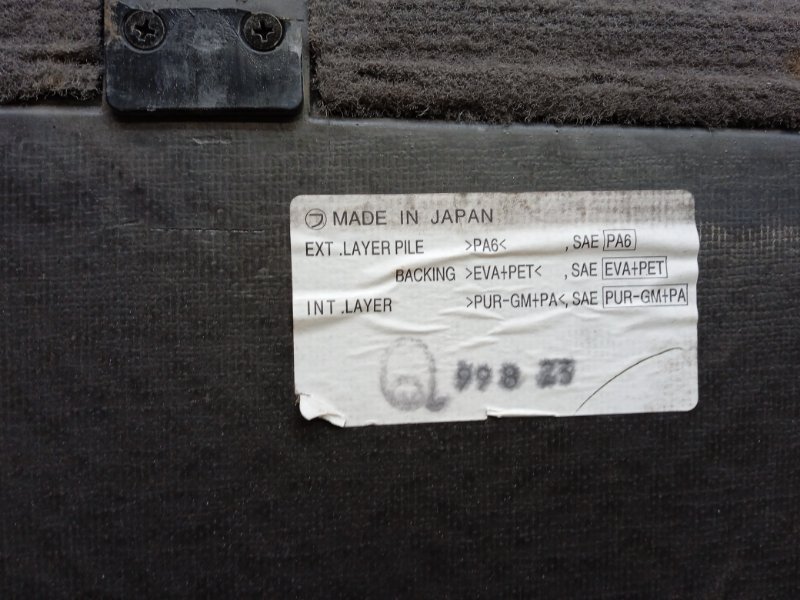 フ MADE IN JAPAN
EXT .LAYER PILE >PA6< , SAE PA6
BACKING >EVA+PET< , SAE EVA+PET
INT .LAYER >PUR-GM+PA<, SAE PUR-GM+PA
998 23